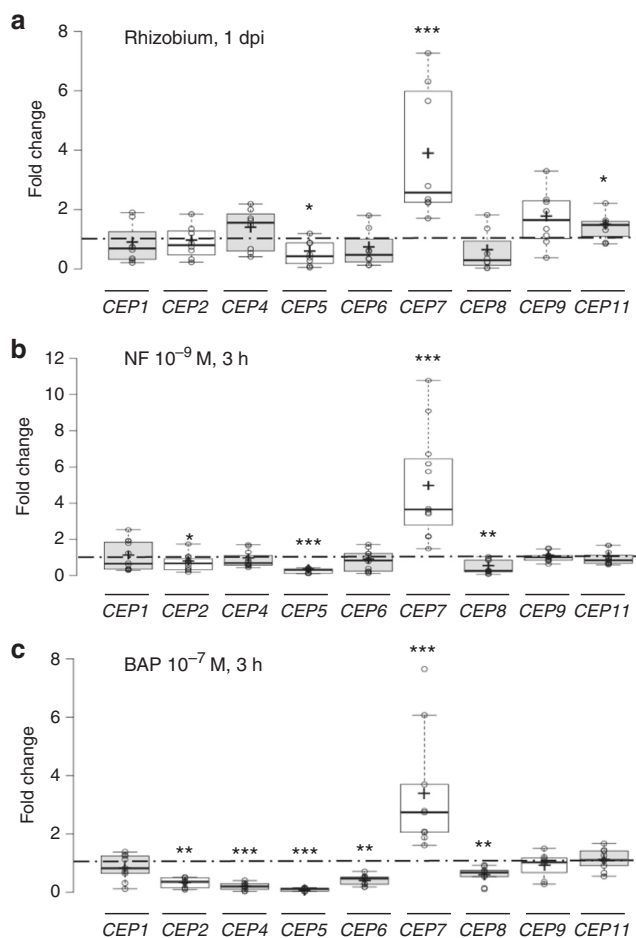 a
Rhizobium, 1 dpi
***
*
*
Fold change
8
6
4
2
0
CEP1 CEP2 CEP4 CEP5 CEP6 CEP7 CEP8 CEP9 CEP11
b
NF 10⁻⁹ M, 3 h
***
*
***
**
Fold change
12
10
8
6
4
2
0
CEP1 CEP2 CEP4 CEP5 CEP6 CEP7 CEP8 CEP9 CEP11
c
BAP 10⁻⁷ M, 3 h
***
** *** *** ** **
Fold change
8
6
4
2
0
CEP1 CEP2 CEP4 CEP5 CEP6 CEP7 CEP8 CEP9 CEP11